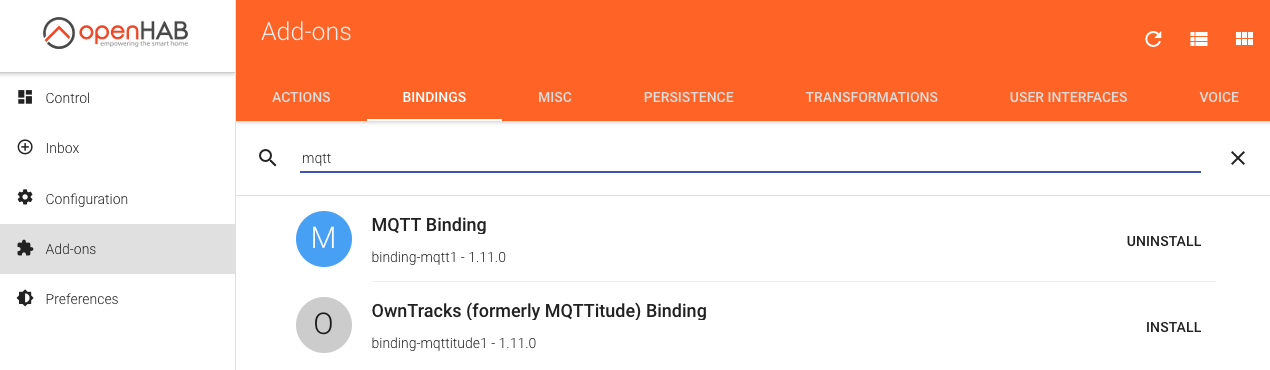 openHAB
empowering the smart home
Control
Inbox
Configuration
Add-ons
Preferences
Add-ons
ACTIONS BINDINGS MISC PERSISTENCE TRANSFORMATIONS USER INTERFACES VOICE
mqtt
M
MQTT Binding
binding-mqtt1 - 1.11.0
UNINSTALL
O
OwnTracks (formerly MQTTitude) Binding
binding-mqttitude1 - 1.11.0
INSTALL